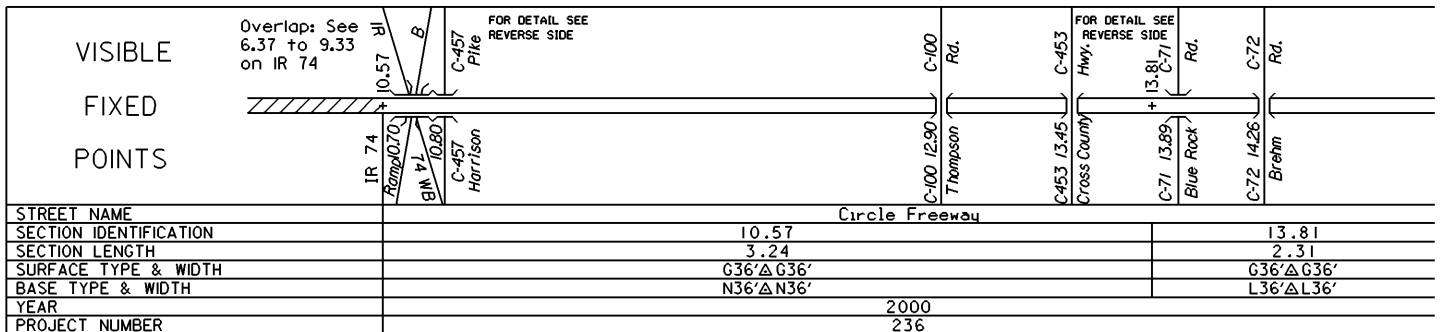 VISIBLE
FIXED
POINTS
Overlap: See
6.37 to 9.33
on IR 74
10.57
IR
B
C-457
Pike
FOR DETAIL SEE
REVERSE SIDE
C-100
Rd.
C-453
Hwy.
FOR DETAIL SEE
REVERSE SIDE
13.81
C-71
Rd.
C-72
Rd.
IR 74
Ramp
10.70
74 WB
10.80
C-457
Harrison
C-100 12.90
Thompson
C453 13.45
Cross County
C-71 13.89
Blue Rock
C-72 14.26
Brehm
STREET NAME Circle Freeway
SECTION IDENTIFICATION 10.57 13.81
SECTION LENGTH 3.24 2.31
SURFACE TYPE & WIDTH G36'△G36' G36'△G36'
BASE TYPE & WIDTH N36'△N36' L36'△L36'
YEAR 2000
PROJECT NUMBER 236